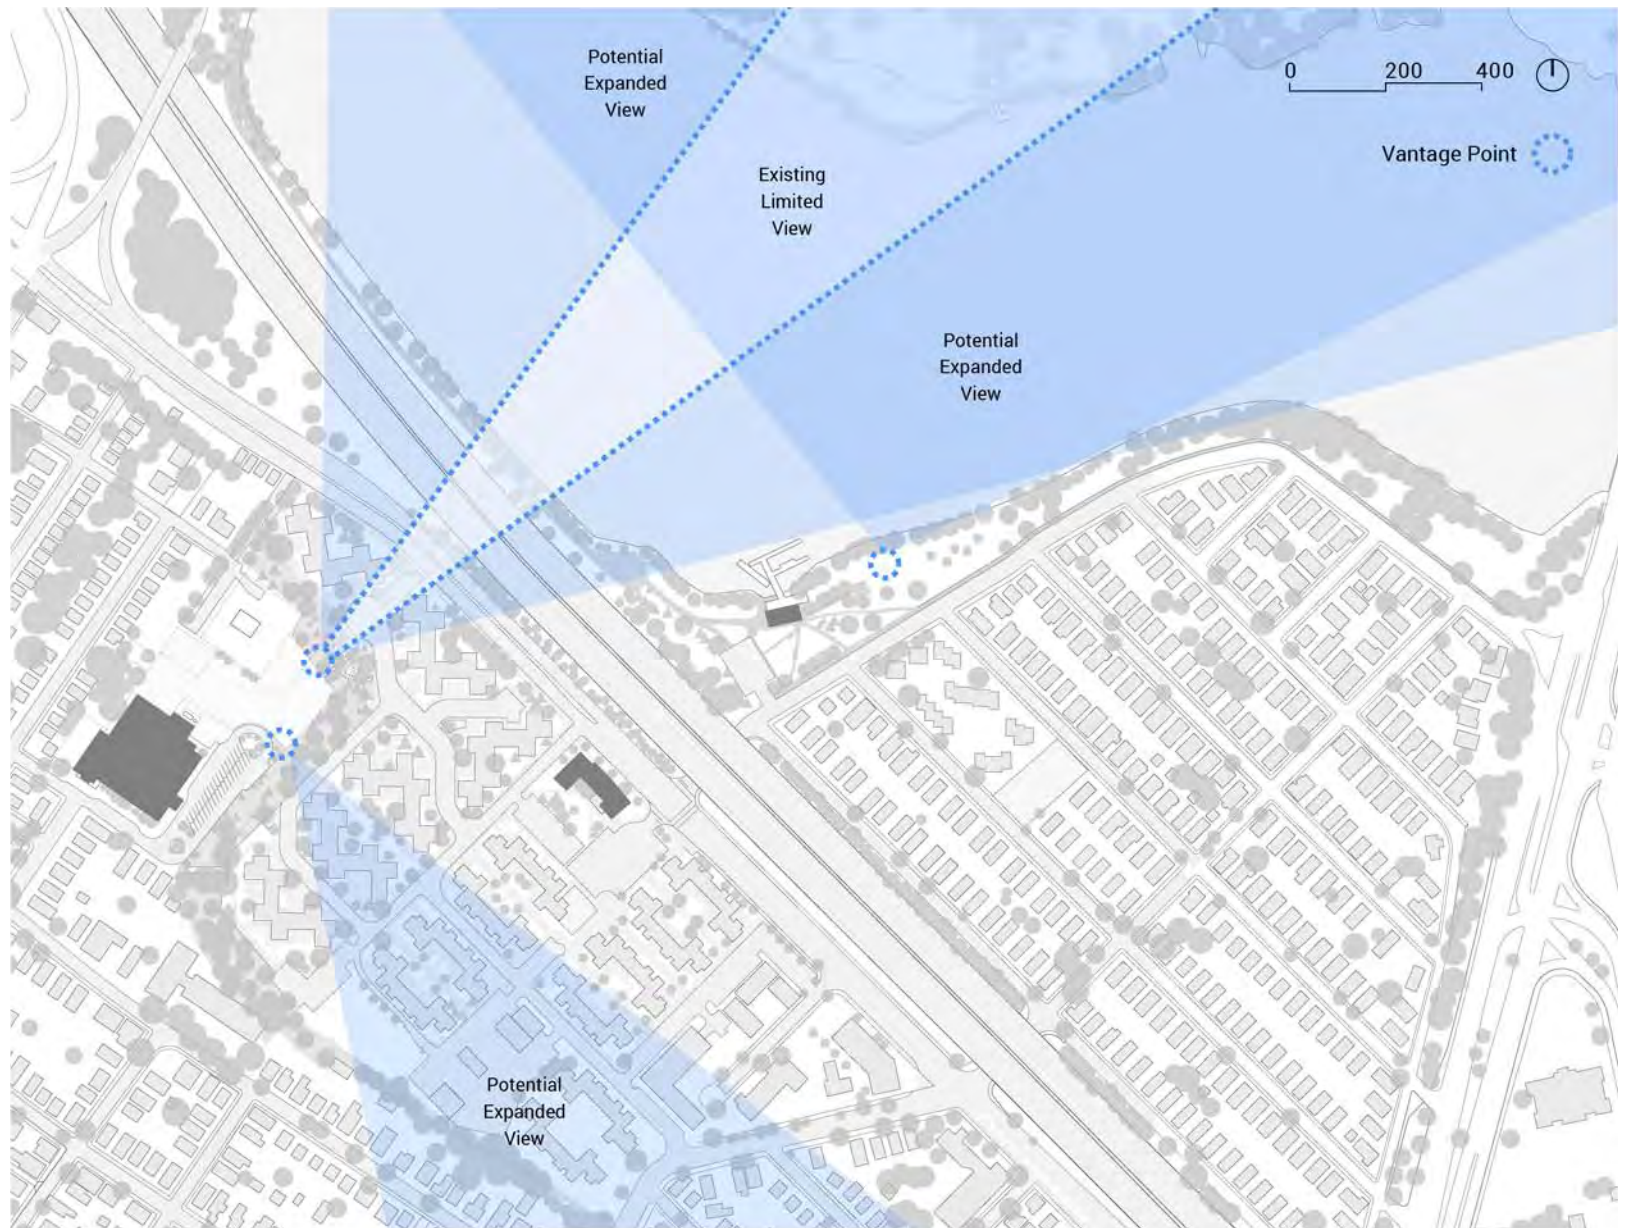 Potential
Expanded
View
0 200 400
Vantage Point
Existing
Limited
View
Potential
Expanded
View
Potential
Expanded
View